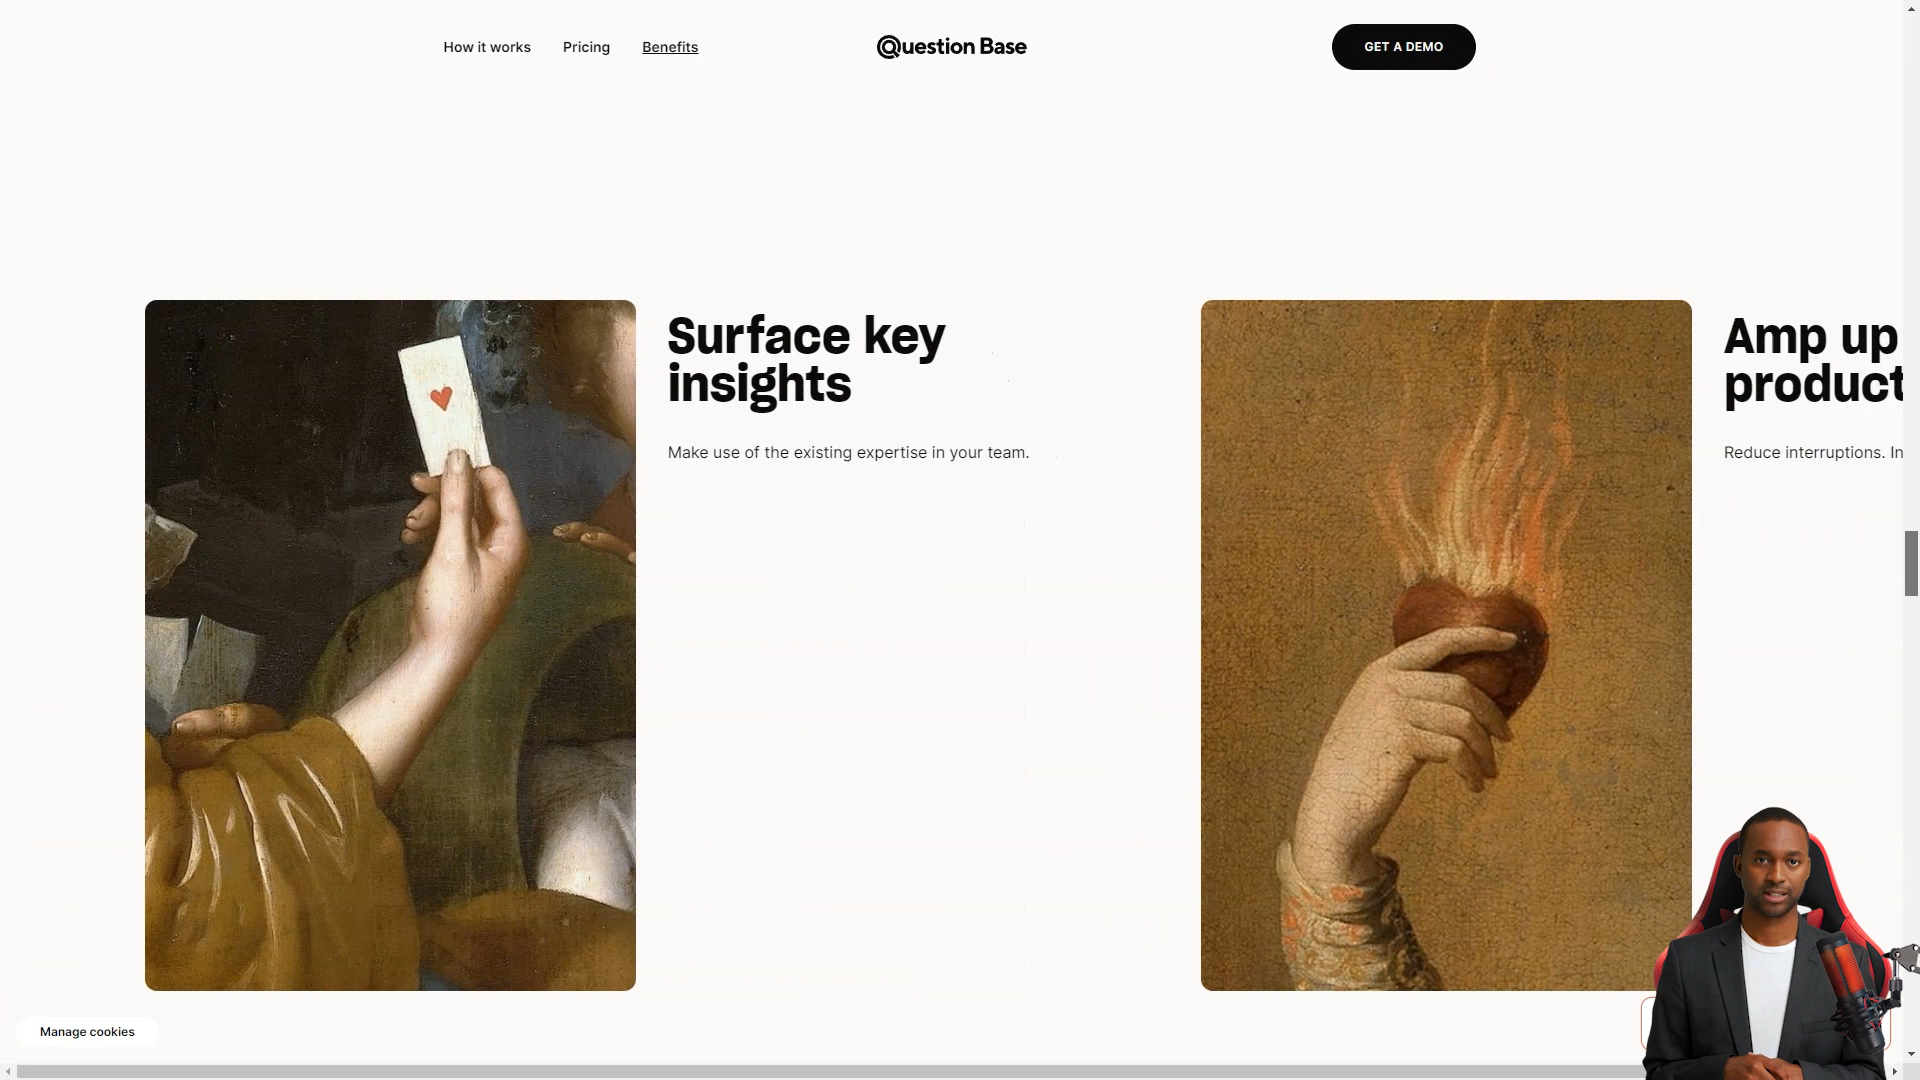 How it works
Pricing
Benefits
Question Base
GET A DEMO
Surface key
insights
Make use of the existing expertise in your team.
Amp up
product
Reduce interruptions. In
Manage cookies